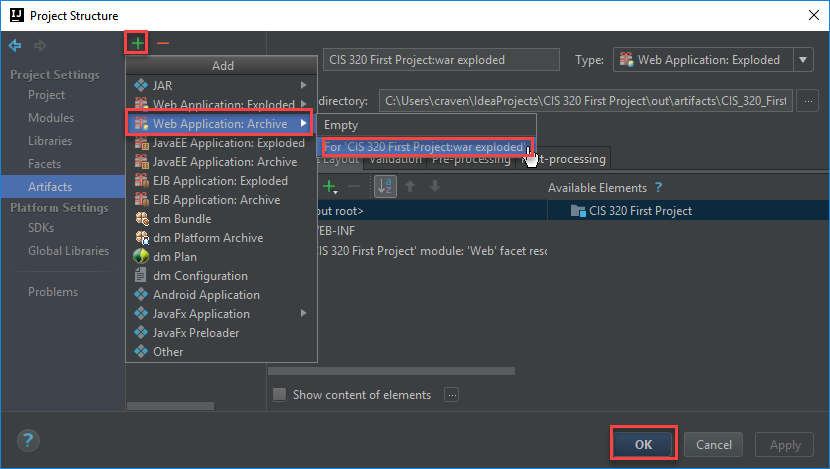 Project Structure
Project Settings
Project
Modules
Libraries
Facets
Artifacts
Platform Settings
SDKs
Global Libraries
Problems
Add
JAR
Web Application: Exploded
Web Application: Archive
JavaEE Application: Exploded
JavaEE Application: Archive
EJB Application: Exploded
EJB Application: Archive
dm Bundle
dm Platform Archive
dm Plan
dm Configuration
Android Application
JavaFx Application
JavaFx Preloader
Other
Empty
For 'CIS 320 First Project:war exploded'
CIS 320 First Project:war exploded
Type:
Web Application: Exploded
directory:
C:\Users\craven\IdeaProjects\CIS 320 First Project\out\artifacts\CIS_320_First
...
Layout
Validation
Pre-processing
-processing
Available Elements ?
out root>
CIS 320 First Project
EB-INF
CIS 320 First Project' module: 'Web' facet reso
Show content of elements
...
?
OK
Cancel
Apply